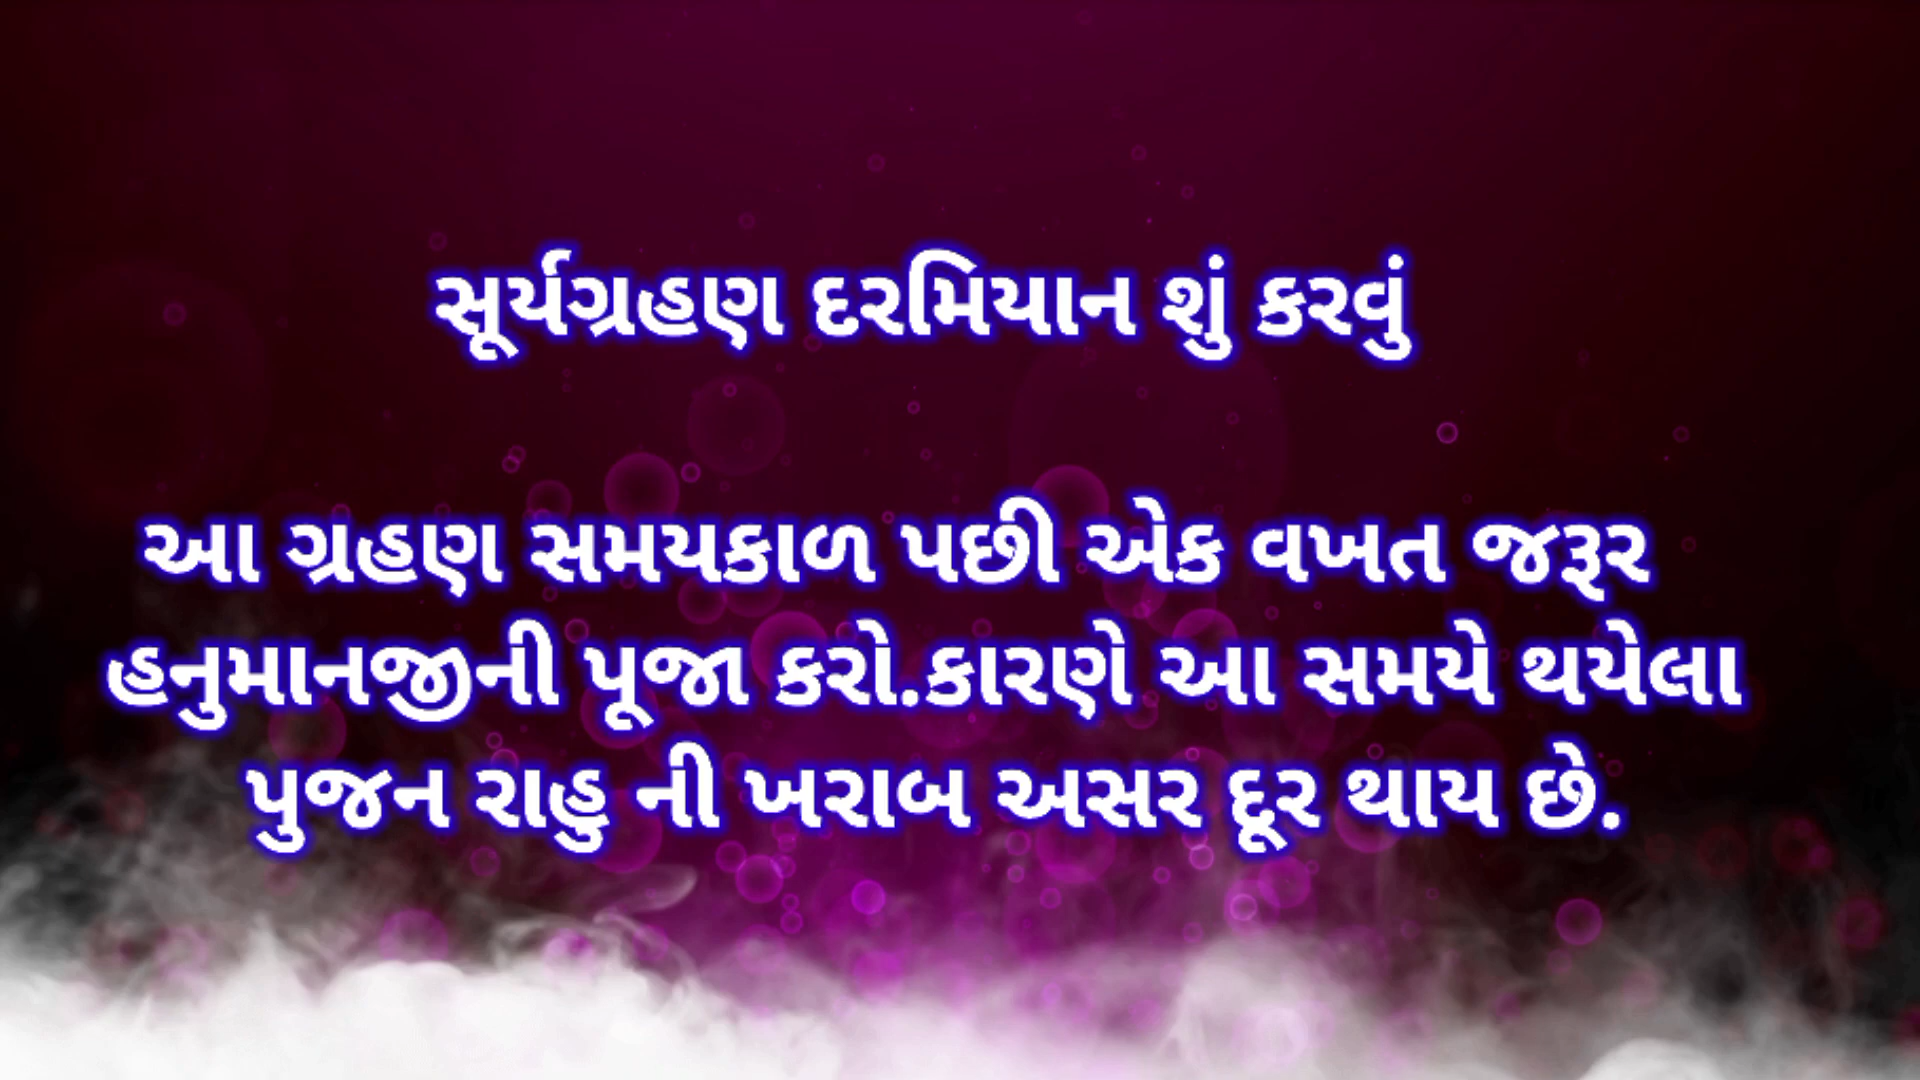 સૂર્યગ્રહણ દરમિયાન શું કરવું
આ ગ્રહણ સમયકાળ પછી એક વખત જરૂર
હનુમાનજીની પૂજા કરો.કારણે આ સમયે થયેલા
પુજન રાહુ ની ખરાબ અસર દૂર થાય છે.